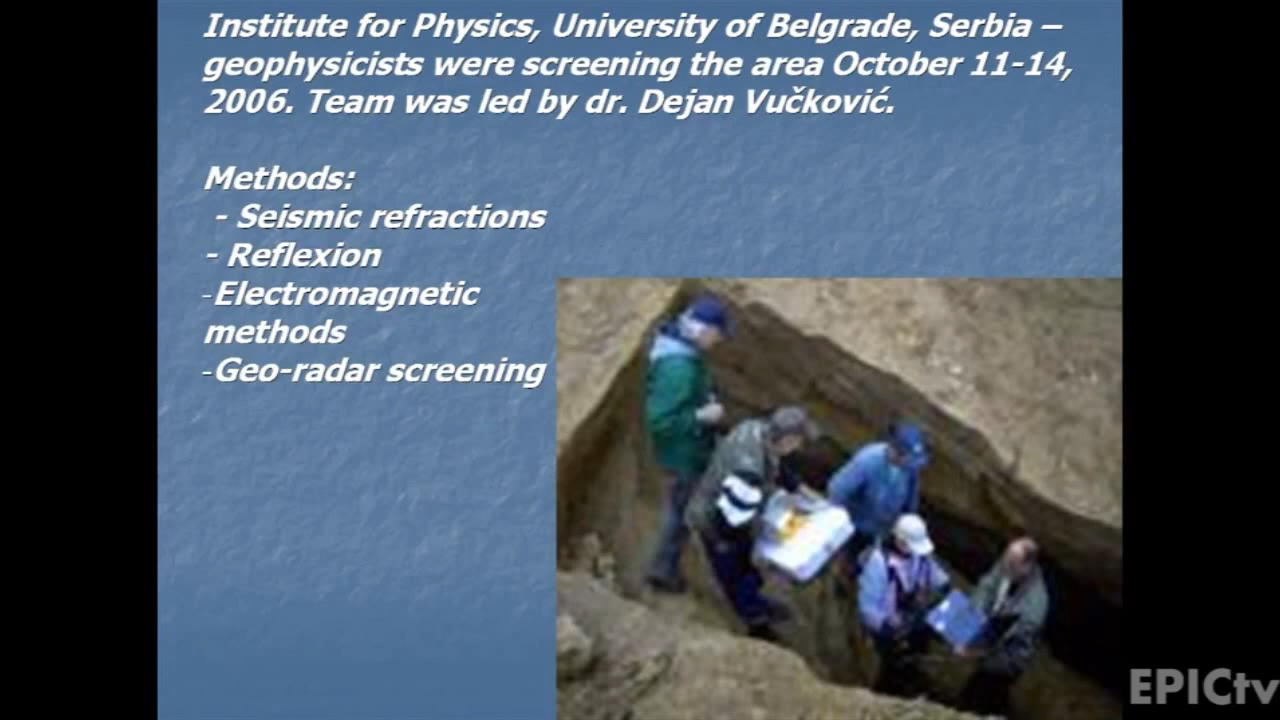 Institute for Physics, University of Belgrade, Serbia –
geophysicists were screening the area October 11-14,
2006. Team was led by dr. Dejan Vučković.
Methods:
- Seismic refractions
- Reflexion
-Electromagnetic
methods
-Geo-radar screening
EPICtv